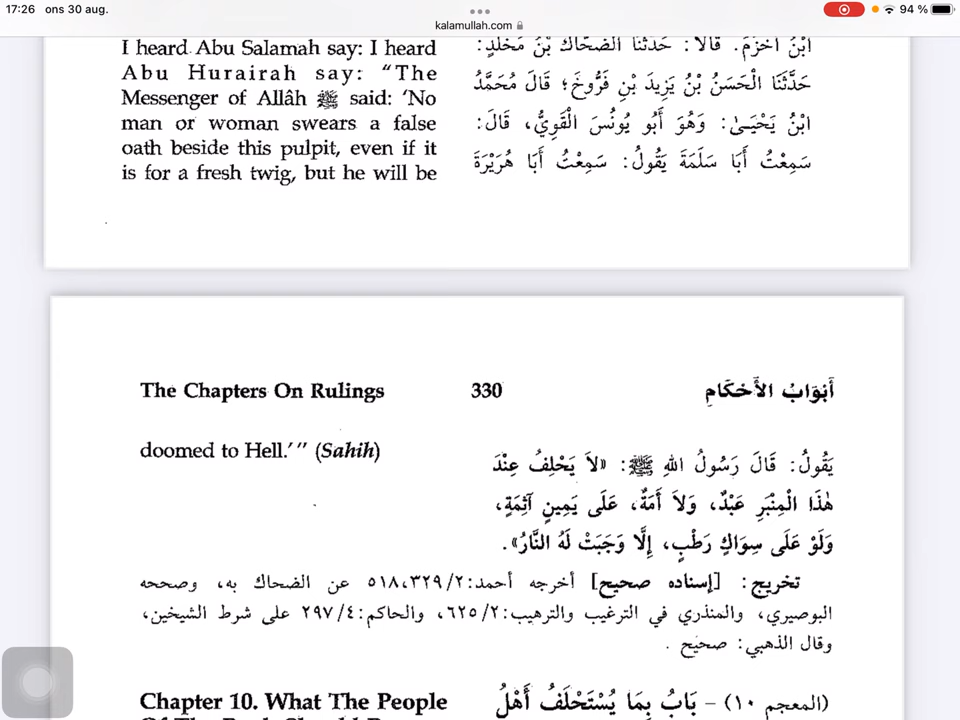 17:26 ons 30 aug.
94 %
kalamullah.com
I heard Abu Salamah say: I heard
Abu Hurairah say: "The
Messenger of Allâh ﷺ said: 'No
man or woman swears a false
oath beside this pulpit, even if it
is for a fresh twig, but he will be
ابْنُ أَخْزَمَ. قَالَا: حَدَّثَنَا الضَّحَّاكُ بْنُ مَخْلَدٍ:
حَدَّثَنَا الْحَسَنُ بْنُ يَزِيدَ بْنِ فَرُّوخَ؛ قَالَ مُحَمَّدُ
ابْنُ يَحْيَىٰ: وَهُوَ أَبُو يُونُسَ الْقَوِيُّ، قَالَ:
سَمِعْتُ أَبَا سَلَمَةَ يَقُولُ: سَمِعْتُ أَبَا هُرَيْرَةَ
The Chapters On Rulings 330 أَبْوَابُ الأَحْكَامِ
doomed to Hell.'" (Sahih)
يَقُولُ: قَالَ رَسُولُ اللهِ ﷺ: «لَا يَحْلِفُ عِنْدَ
هٰذَا الْمِنْبَرِ عَبْدٌ، وَلَا أَمَةٌ، عَلَى يَمِينٍ آثِمَةٍ،
وَلَوْ عَلَى سِوَاكٍ رَطْبٍ، إِلَّا وَجَبَتْ لَهُ النَّارُ».
تخريج: [إسناده صحيح] أخرجه أحمد:٢/ ٣٢٩،٥١٨ عن الضحاك به، وصححه
البوصيري، والمنذري في الترغيب والترهيب:٢/ ٦٢٥، والحاكم:٤/ ٢٩٧ على شرط الشيخين،
وقال الذهبي: صحيح .
Chapter 10. What The People
(المعجم ١٠) – بَابُ بِمَا يُسْتَحْلَفُ أَهْلُ